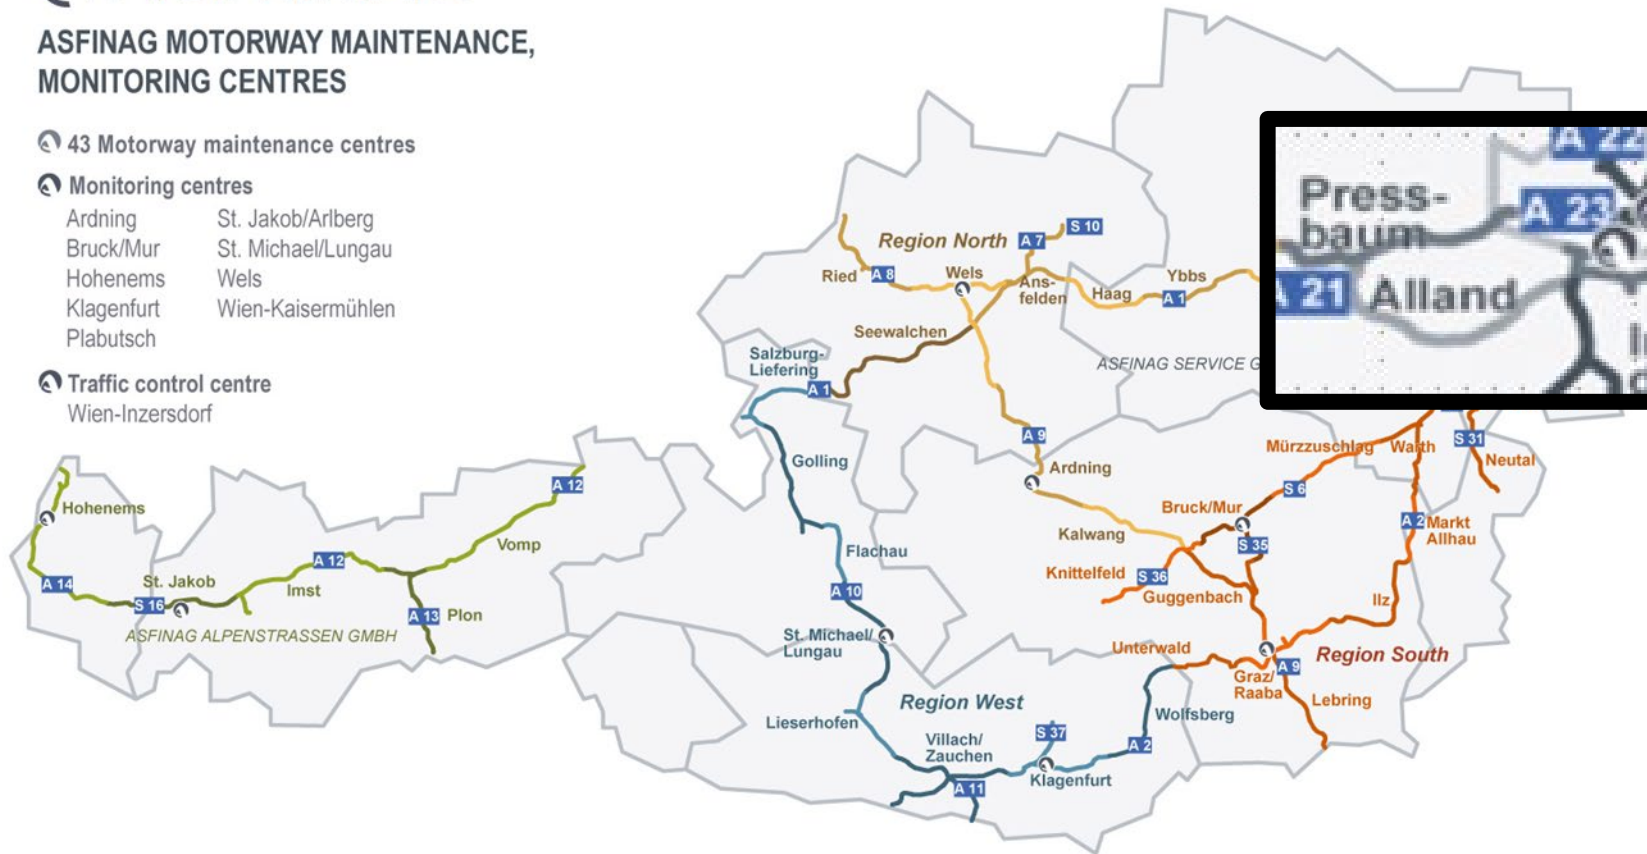 ASFINAG MOTORWAY MAINTENANCE,
MONITORING CENTRES
43 Motorway maintenance centres
Monitoring centres
Ardning St. Jakob/Arlberg
Bruck/Mur St. Michael/Lungau
Hohenems Wels
Klagenfurt Wien-Kaisermühlen
Plabutsch
Traffic control centre
Wien-Inzersdorf
Region North
A 7
S 10
Ried
A 8
Wels
Ans-
felden
Haag
Ybbs
A 1
Seewalchen
Salzburg-
Liefering
A 1
ASFINAG SERVICE G
A 22
Press-
baum
A 23
A 21
Alland
A 9
Ardning
Golling
Mürzzuschlag
Warth
S 31
Neutal
S 6
Bruck/Mur
A 2
Markt
Allhau
Kalwang
S 35
Knittelfeld
S 36
Guggenbach
Ilz
Hohenems
A 12
Vomp
A 12
Imst
A 14
St. Jakob
S 16
A 13
Plon
ASFINAG ALPENSTRASSEN GMBH
Flachau
A 10
St. Michael/
Lungau
Unterwald
Region South
Graz/
Raaba
A 9
Lebring
Region West
Lieserhofen
Wolfsberg
Villach/
Zauchen
S 37
A 2
Klagenfurt
A 11